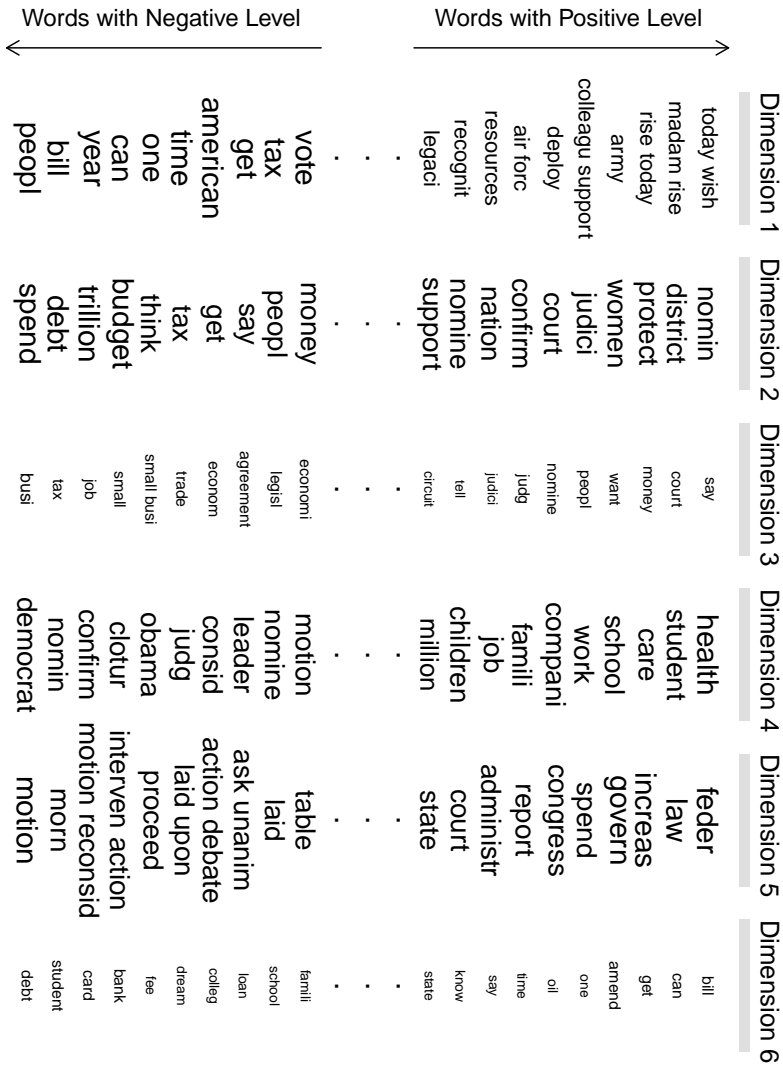 Words with Negative Level
Words with Positive Level
Dimension 1
today wish
madam rise
rise today
army
colleagu support
deploy
air forc
resources
recognit
legaci
.
.
.
vote
tax
get
american
time
one
can
year
bill
peopl
Dimension 2
nomin
district
protect
women
judici
court
confirm
nation
nomine
support
.
.
.
money
peopl
say
get
tax
think
budget
trillion
debt
spend
Dimension 3
say
court
money
want
peopl
nomine
judg
judici
tell
circuit
.
.
.
economi
legisl
agreement
econom
trade
small busi
small
job
tax
busi
Dimension 4
health
student
care
school
work
compani
famili
job
children
million
.
.
.
motion
nomine
leader
consid
judg
obama
clotur
confirm
nomin
democrat
Dimension 5
feder
law
increas
govern
spend
congress
report
administr
court
state
.
.
.
table
laid
ask unanim
action debate
laid upon
proceed
interven action
motion reconsid
morn
motion
Dimension 6
bill
can
get
amend
one
oil
time
say
know
state
.
.
.
famili
school
loan
colleg
dream
fee
bank
card
student
debt